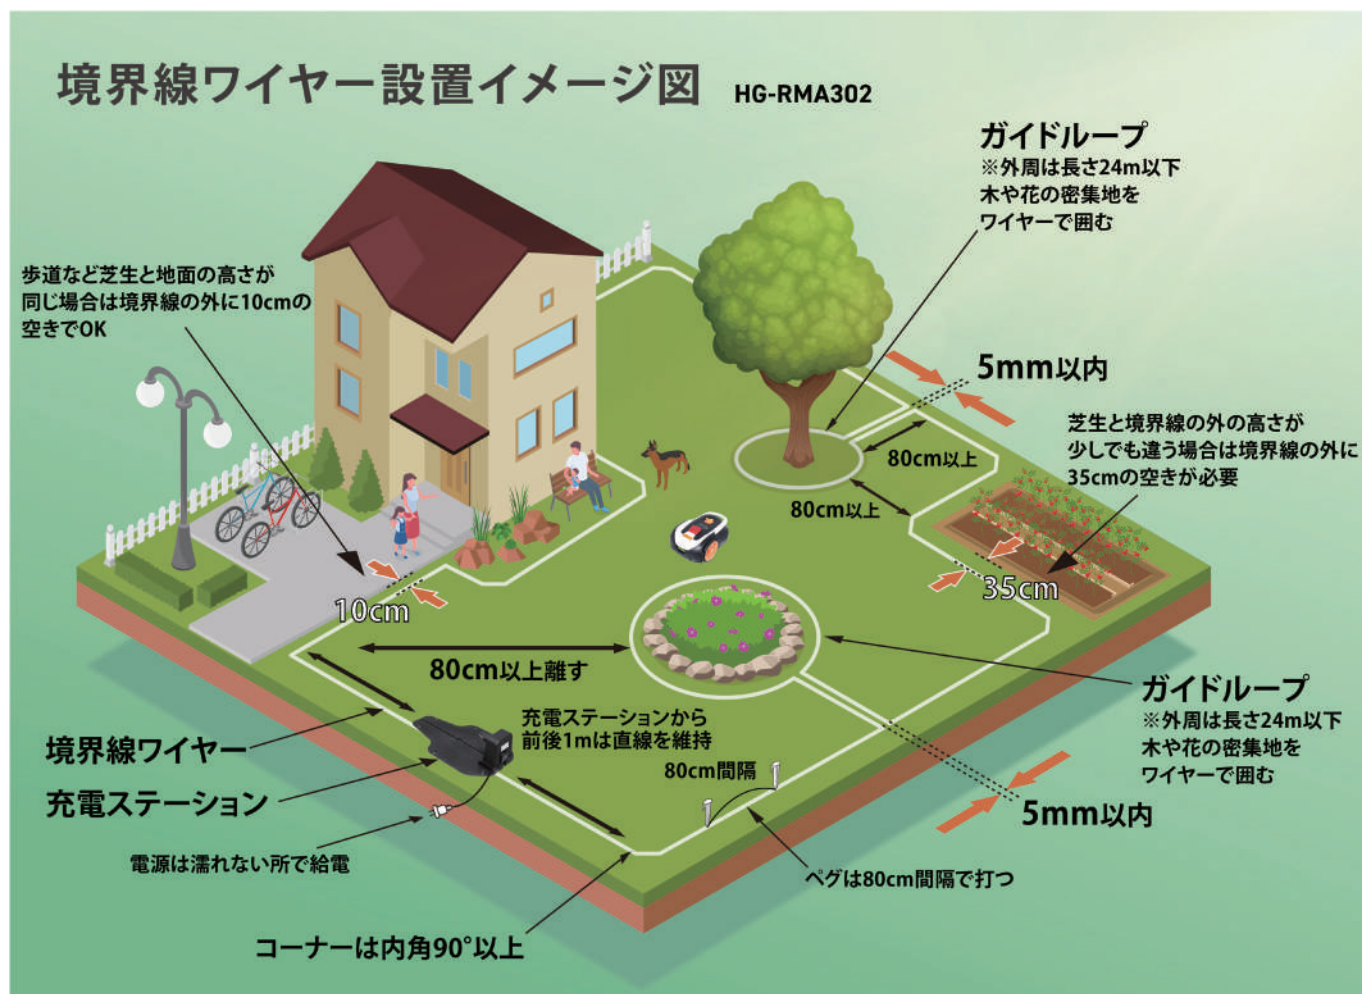 境界線ワイヤー設置イメージ図 HG-RMA302
ガイドループ
※外周は長さ24m以下
木や花の密集地を
ワイヤーで囲む
歩道など芝生と地面の高さが
同じ場合は境界線の外に10cmの
空きでOK
5mm以内
芝生と境界線の外の高さが
少しでも違う場合は境界線の外に
35cmの空きが必要
80cm以上
80cm以上
35cm
10cm
80cm以上離す
ガイドループ
※外周は長さ24m以下
木や花の密集地を
ワイヤーで囲む
充電ステーションから
前後1mは直線を維持
境界線ワイヤー
80cm間隔
充電ステーション
5mm以内
電源は濡れない所で給電
ペグは80cm間隔で打つ
コーナーは内角90°以上